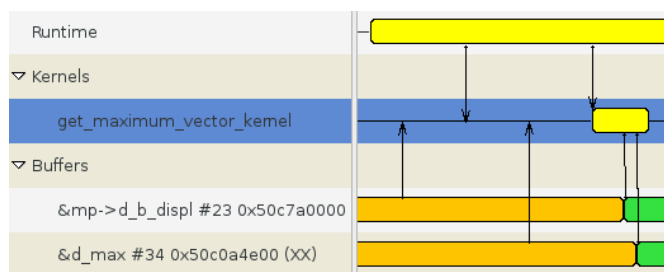 Runtime
Kernels
get_maximum_vector_kernel
Buffers
&mp->d_b_displ #23 0x50c7a0000
&d_max #34 0x50c0a4e00 (XX)